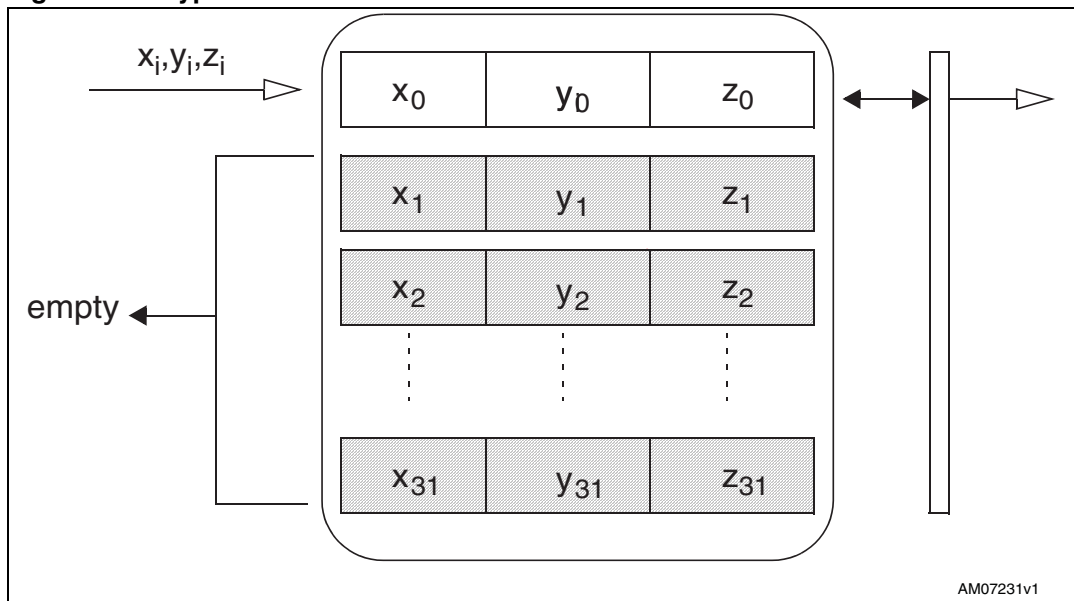 xi,yi,zi
x0 y0 z0
x1 y1 z1
x2 y2 z2
empty
x31 y31 z31
AM07231v1